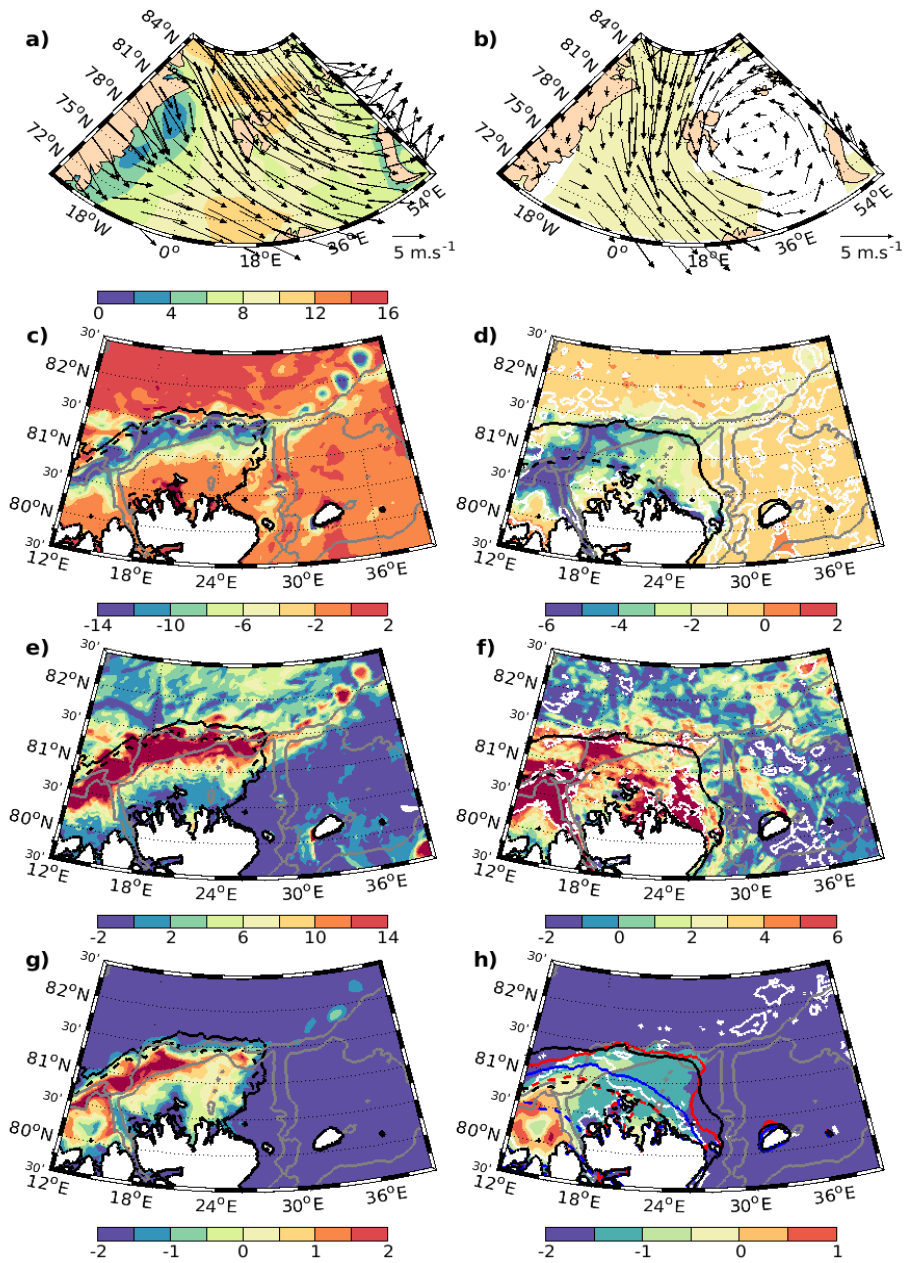 a)
84°N
81°N
78°N
75°N
72°N
18°W
0°
18°E
36°E
54°E
5 m.s⁻¹
b)
84°N
81°N
78°N
75°N
72°N
18°W
0°
18°E
36°E
54°E
5 m.s⁻¹
0 4 8 12 16
c)
30'
82°N
30'
81°N
30'
80°N
30'
12°E
18°E
24°E
30°E
36°E
d)
30'
82°N
30'
81°N
30'
80°N
30'
12°E
18°E
24°E
30°E
36°E
-14 -10 -6 -2 2
-6 -4 -2 0 2
e)
30'
82°N
30'
81°N
30'
80°N
30'
12°E
18°E
24°E
30°E
36°E
f)
30'
82°N
30'
81°N
30'
80°N
30'
12°E
18°E
24°E
30°E
36°E
-2 2 6 10 14
-2 0 2 4 6
g)
30'
82°N
30'
81°N
30'
80°N
30'
12°E
18°E
24°E
30°E
36°E
h)
30'
82°N
30'
81°N
30'
80°N
30'
12°E
18°E
24°E
30°E
36°E
-2 -1 0 1 2
-2 -1 0 1